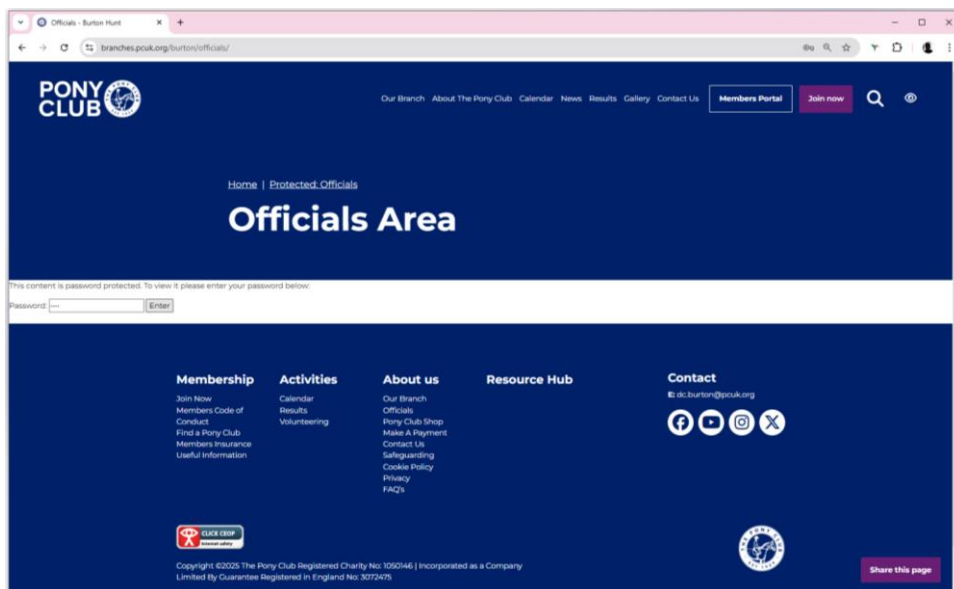 Officials - Burton Hunt
branches.pcuk.org/burton/officials/
PONY
CLUB
Our Branch About The Pony Club Calendar News Results Gallery Contact Us Members Portal Join now
Home | Protected: Officials
Officials Area
This content is password protected. To view it please enter your password below:
Password: Enter
Membership
Join Now
Members Code of
Conduct
Find a Pony Club
Members Insurance
Useful Information
Activities
Calendar
Results
Volunteering
About us
Our Branch
Officials
Pony Club Shop
Make A Payment
Contact Us
Safeguarding
Cookie Policy
Privacy
FAQ's
Resource Hub
Contact
E: dc.burton@pcuk.org
CLICK CEOP
Internet safety
THE PONY CLUB
Copyright ©2025 The Pony Club Registered Charity No: 1050146 | Incorporated as a Company
Limited By Guarantee Registered in England No: 3072475
Share this page